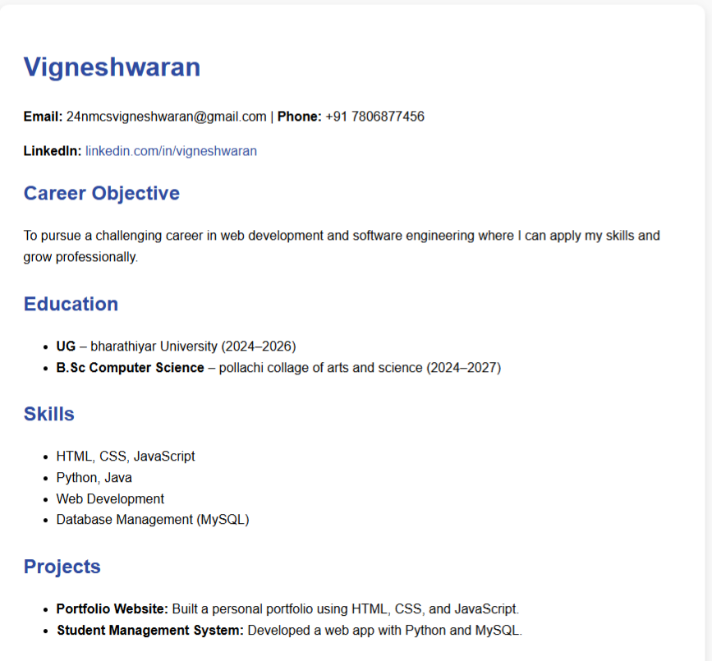 Vigneshwaran
Email: 24nmcsvigneshwaran@gmail.com | Phone: +91 7806877456
LinkedIn: linkedin.com/in/vigneshwaran
Career Objective
To pursue a challenging career in web development and software engineering where I can apply my skills and
grow professionally.
Education
• UG – bharathiyar University (2024–2026)
• B.Sc Computer Science – pollachi collage of arts and science (2024–2027)
Skills
• HTML, CSS, JavaScript
• Python, Java
• Web Development
• Database Management (MySQL)
Projects
• Portfolio Website: Built a personal portfolio using HTML, CSS, and JavaScript.
• Student Management System: Developed a web app with Python and MySQL.